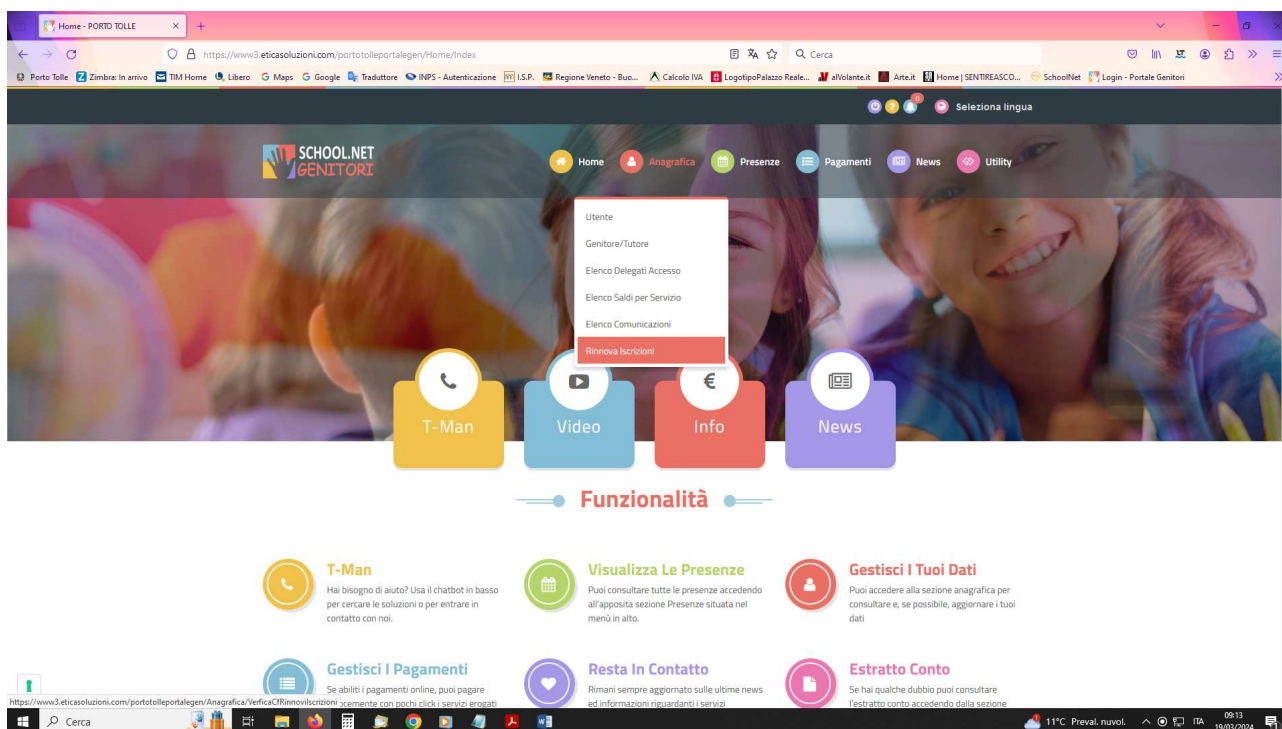 Home - PORTO TOLLE
https://www3.eticasoluzioni.com/portotolleportalegen/Home/Index
Cerca
Porto Tolle Zimbra: In arrivo TIM Home Libero Maps Google Traduttore INPS - Autenticazione I.S.P. Regione Veneto - Buo... Calcolo IVA LogotipoPalazzo Reale... alVolante.it Arte.it Home | SENTIREASCO... SchoolNet Login - Portale Genitori
0
Seleziona lingua
SCHOOL.NET
GENITORI
Home Anagrafica Presenze Pagamenti News Utility
Utente
Genitore/Tutore
Elenco Delegati Accesso
Elenco Saldi per Servizio
Elenco Comunicazioni
Rinnova Iscrizioni
T-Man Video Info News
Funzionalità
T-Man
Hai bisogno di aiuto? Usa il chatbot in basso
per cercare le soluzioni o per entrare in
contatto con noi.
Visualizza Le Presenze
Puoi consultare tutte le presenze accedendo
all'apposita sezione Presenze situata nel
menù in alto.
Gestisci I Tuoi Dati
Puoi accedere alla sezione anagrafica per
consultare e, se possibile, aggiornare i tuoi
dati
Gestisci I Pagamenti
Se abiliti i pagamenti online, puoi pagare
ocemente con pochi click i servizi erogati
Resta In Contatto
Rimani sempre aggiornato sulle ultime news
ed informazioni riguardanti i servizi
Estratto Conto
Se hai qualche dubbio puoi consultare
l'estratto conto accedendo dalla sezione
https://www3.eticasoluzioni.com/portotolleportalegen/Anagrafica/VerificaCfRinnovoIscrizioni
Cerca
11°C Preval. nuvol. ITA
09:13
19/03/2024